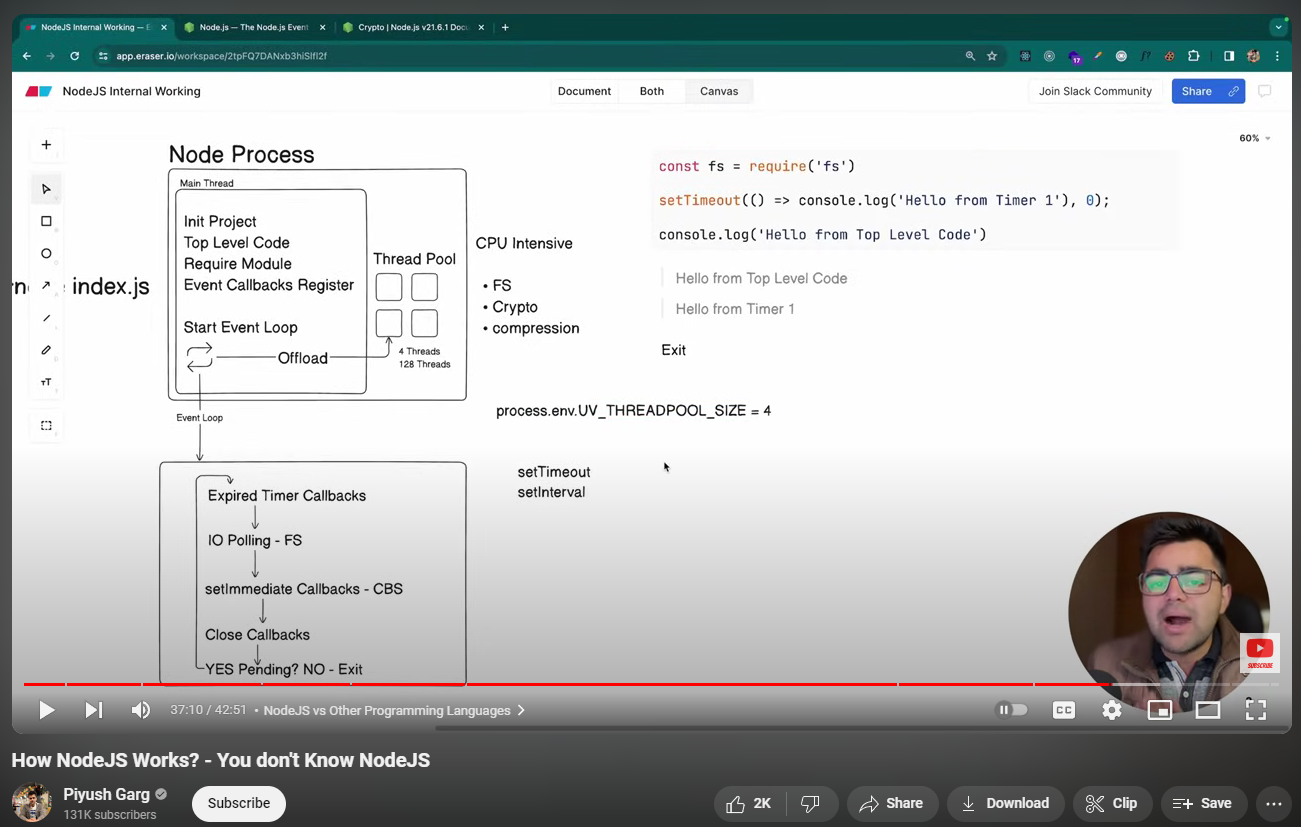 NodeJS Internal Working — E
Node.js — The Node.js Event
Crypto | Node.js v21.6.1 Docu
app.eraser.io/workspace/2tpFQ7DANxb3hiSlfI2f
17
NodeJS Internal Working
Document
Both
Canvas
Join Slack Community
Share
60%
Node Process
Main Thread
Init Project
Top Level Code
Require Module
Event Callbacks Register
Start Event Loop
Offload
Thread Pool
4 Threads
128 Threads
index.js
CPU Intensive
• FS
• Crypto
• compression
const fs = require('fs')
setTimeout(() => console.log('Hello from Timer 1'), 0);
console.log('Hello from Top Level Code')
Hello from Top Level Code
Hello from Timer 1
Exit
process.env.UV_THREADPOOL_SIZE = 4
Event Loop
setTimeout
setInterval
Expired Timer Callbacks
IO Polling - FS
setImmediate Callbacks - CBS
Close Callbacks
YES Pending? NO - Exit
SUBSCRIBE
37:10 / 42:51 • NodeJS vs Other Programming Languages
CC
How NodeJS Works? - You don't Know NodeJS
Piyush Garg
131K subscribers
Subscribe
2K
Share
Download
Clip
Save